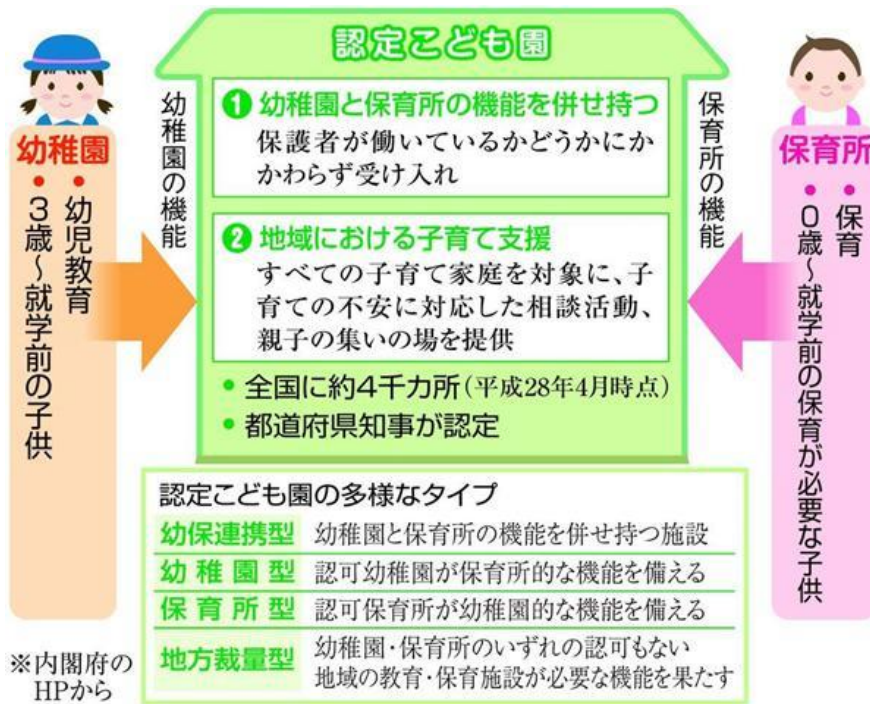 認定こども園
幼稚園
・幼児教育
・3歳〜就学前の子供
幼稚園の機能
❶ 幼稚園と保育所の機能を併せ持つ
保護者が働いているかどうかにか
かわらず受け入れ
❷ 地域における子育て支援
すべての子育て家庭を対象に、子
育ての不安に対応した相談活動、
親子の集いの場を提供
・全国に約4千カ所(平成28年4月時点)
・都道府県知事が認定
保育所の機能
保育所
・保育
・0歳〜就学前の保育が必要な子供
認定こども園の多様なタイプ
幼保連携型 幼稚園と保育所の機能を併せ持つ施設
幼稚園型 認可幼稚園が保育所的な機能を備える
保育所型 認可保育所が幼稚園的な機能を備える
地方裁量型 幼稚園・保育所のいずれの認可もない
地域の教育・保育施設が必要な機能を果たす
※内閣府の
HPから